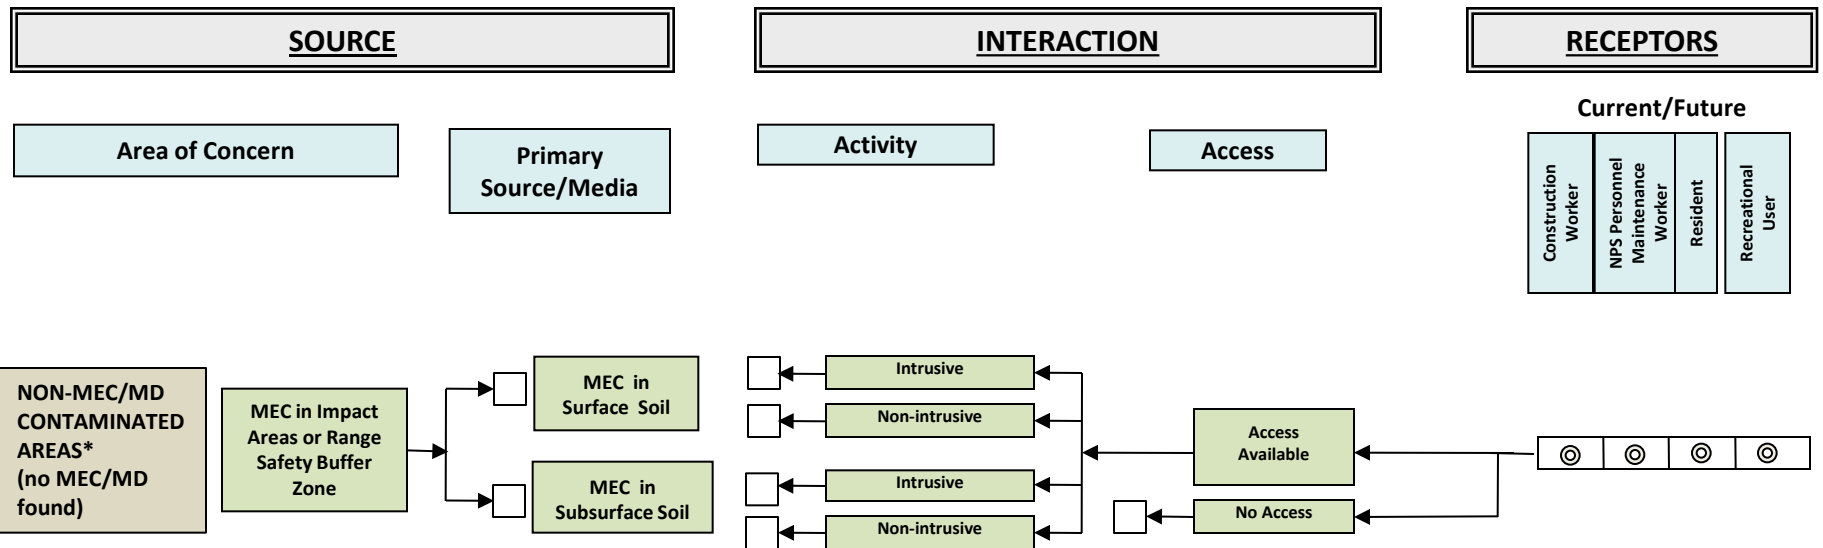 SOURCE
INTERACTION
RECEPTORS
Current/Future
Area of Concern
Primary
Source/Media
Activity
Access
Construction
Worker
NPS Personnel
Maintenance
Worker
Resident
Recreational
User
NON-MEC/MD
CONTAMINATED
AREAS*
(no MEC/MD
found)
MEC in Impact
Areas or Range
Safety Buffer
Zone
MEC in
Surface Soil
MEC in
Subsurface Soil
Intrusive
Non-intrusive
Intrusive
Non-intrusive
Access
Available
No Access